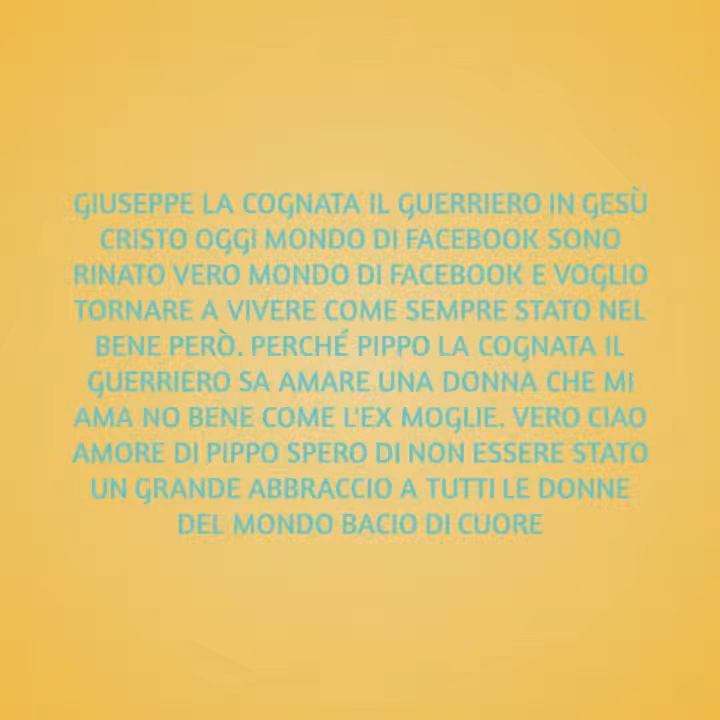 GIUSEPPE LA COGNATA IL GUERRIERO IN GESÙ
CRISTO OGGI MONDO DI FACEBOOK SONO
RINATO VERO MONDO DI FACEBOOK E VOGLIO
TORNARE A VIVERE COME SEMPRE STATO NEL
BENE PERÒ. PERCHÉ PIPPO LA COGNATA IL
GUERRIERO SA AMARE UNA DONNA CHE MI
AMA NO BENE COME L'EX MOGLIE. VERO CIAO
AMORE DI PIPPO SPERO DI NON ESSERE STATO
UN GRANDE ABBRACCIO A TUTTI LE DONNE
DEL MONDO BACIO DI CUORE